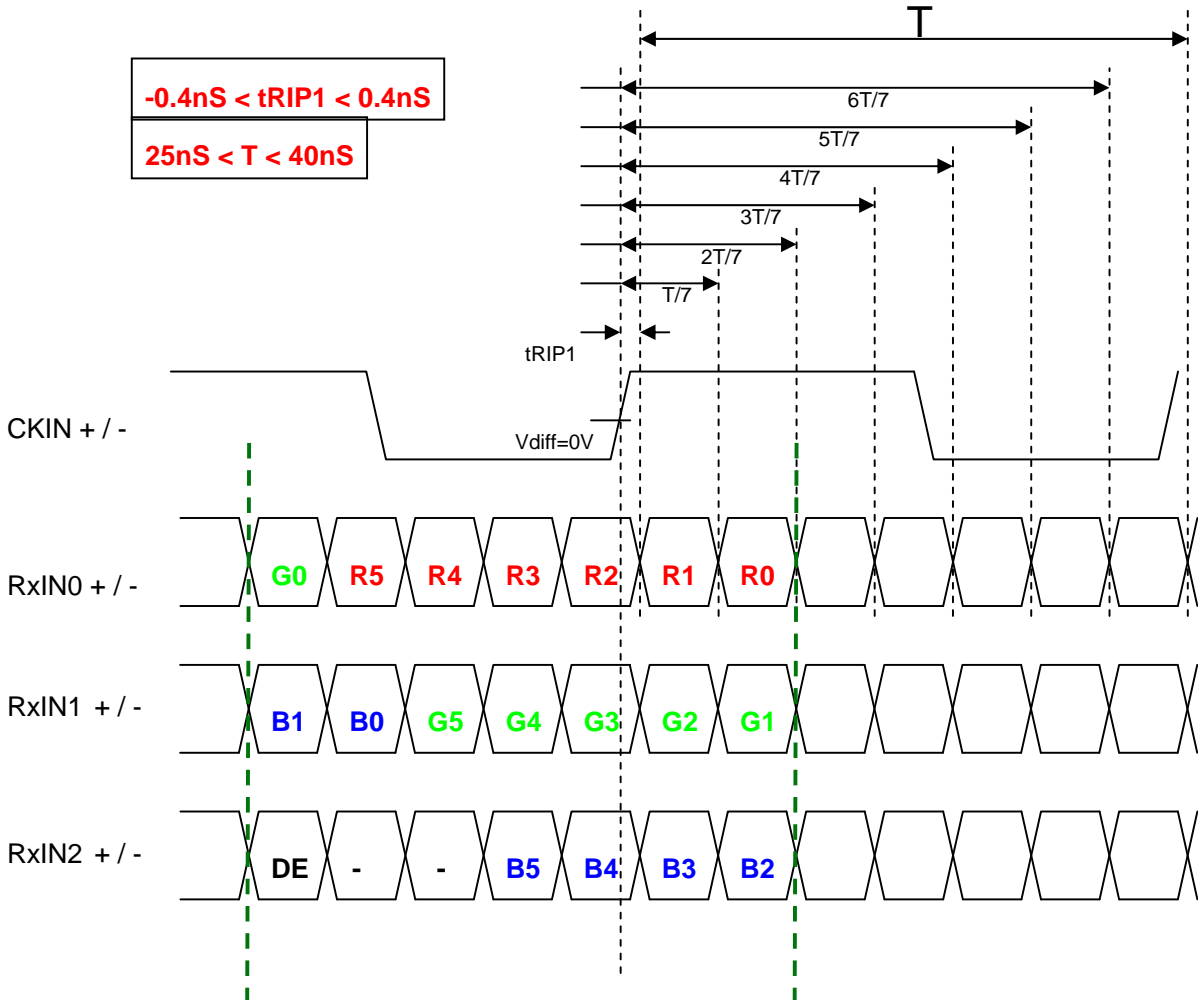 T
-0.4nS < tRIP1 < 0.4nS
6T/7
25nS < T < 40nS
5T/7
4T/7
3T/7
2T/7
T/7
tRIP1
CKIN + / -
Vdiff=0V
RxIN0 + / - G0 R5 R4 R3 R2 R1 R0
RxIN1 + / - B1 B0 G5 G4 G3 G2 G1
RxIN2 + / - DE - - B5 B4 B3 B2